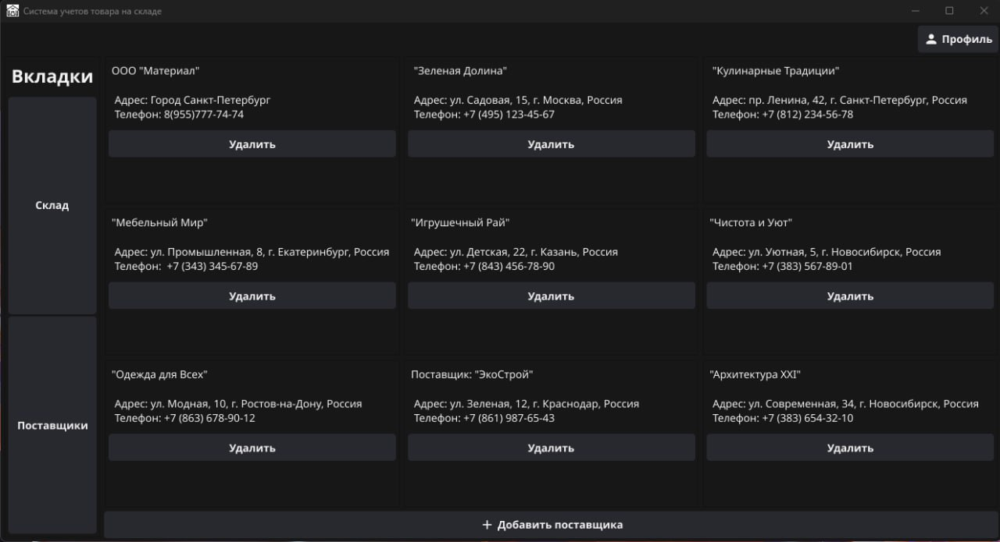 Система учетов товара на складе
Профиль
Вкладки
Склад
Поставщики
ООО "Материал"
Адрес: Город Санкт-Петербург
Телефон: 8(955)777-74-74
Удалить
"Зеленая Долина"
Адрес: ул. Садовая, 15, г. Москва, Россия
Телефон: +7 (495) 123-45-67
Удалить
"Кулинарные Традиции"
Адрес: пр. Ленина, 42, г. Санкт-Петербург, Россия
Телефон: +7 (812) 234-56-78
Удалить
"Мебельный Мир"
Адрес: ул. Промышленная, 8, г. Екатеринбург, Россия
Телефон: +7 (343) 345-67-89
Удалить
"Игрушечный Рай"
Адрес: ул. Детская, 22, г. Казань, Россия
Телефон: +7 (843) 456-78-90
Удалить
"Чистота и Уют"
Адрес: ул. Уютная, 5, г. Новосибирск, Россия
Телефон: +7 (383) 567-89-01
Удалить
"Одежда для Всех"
Адрес: ул. Модная, 10, г. Ростов-на-Дону, Россия
Телефон: +7 (863) 678-90-12
Удалить
Поставщик: "ЭкоСтрой"
Адрес: ул. Зеленая, 12, г. Краснодар, Россия
Телефон: +7 (861) 987-65-43
Удалить
"Архитектура XXI"
Адрес: ул. Современная, 34, г. Новосибирск, Россия
Телефон: +7 (383) 654-32-10
Удалить
+ Добавить поставщика